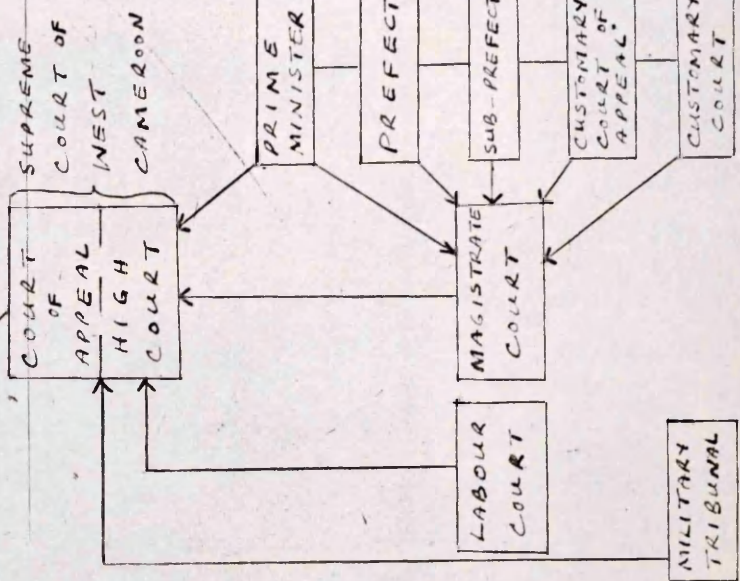 COURT
OF
APPEAL
HIGH
COURT
SUPREME
COURT OF
WEST
CAMEROON
PRIME
MINISTER
PREFECT
SUB-PREFECT
CUSTOMARY
COURT OF
APPEAL
CUSTOMARY
COURT
MAGISTRATE
COURT
LABOUR
COURT
MILITARY
TRIBUNAL